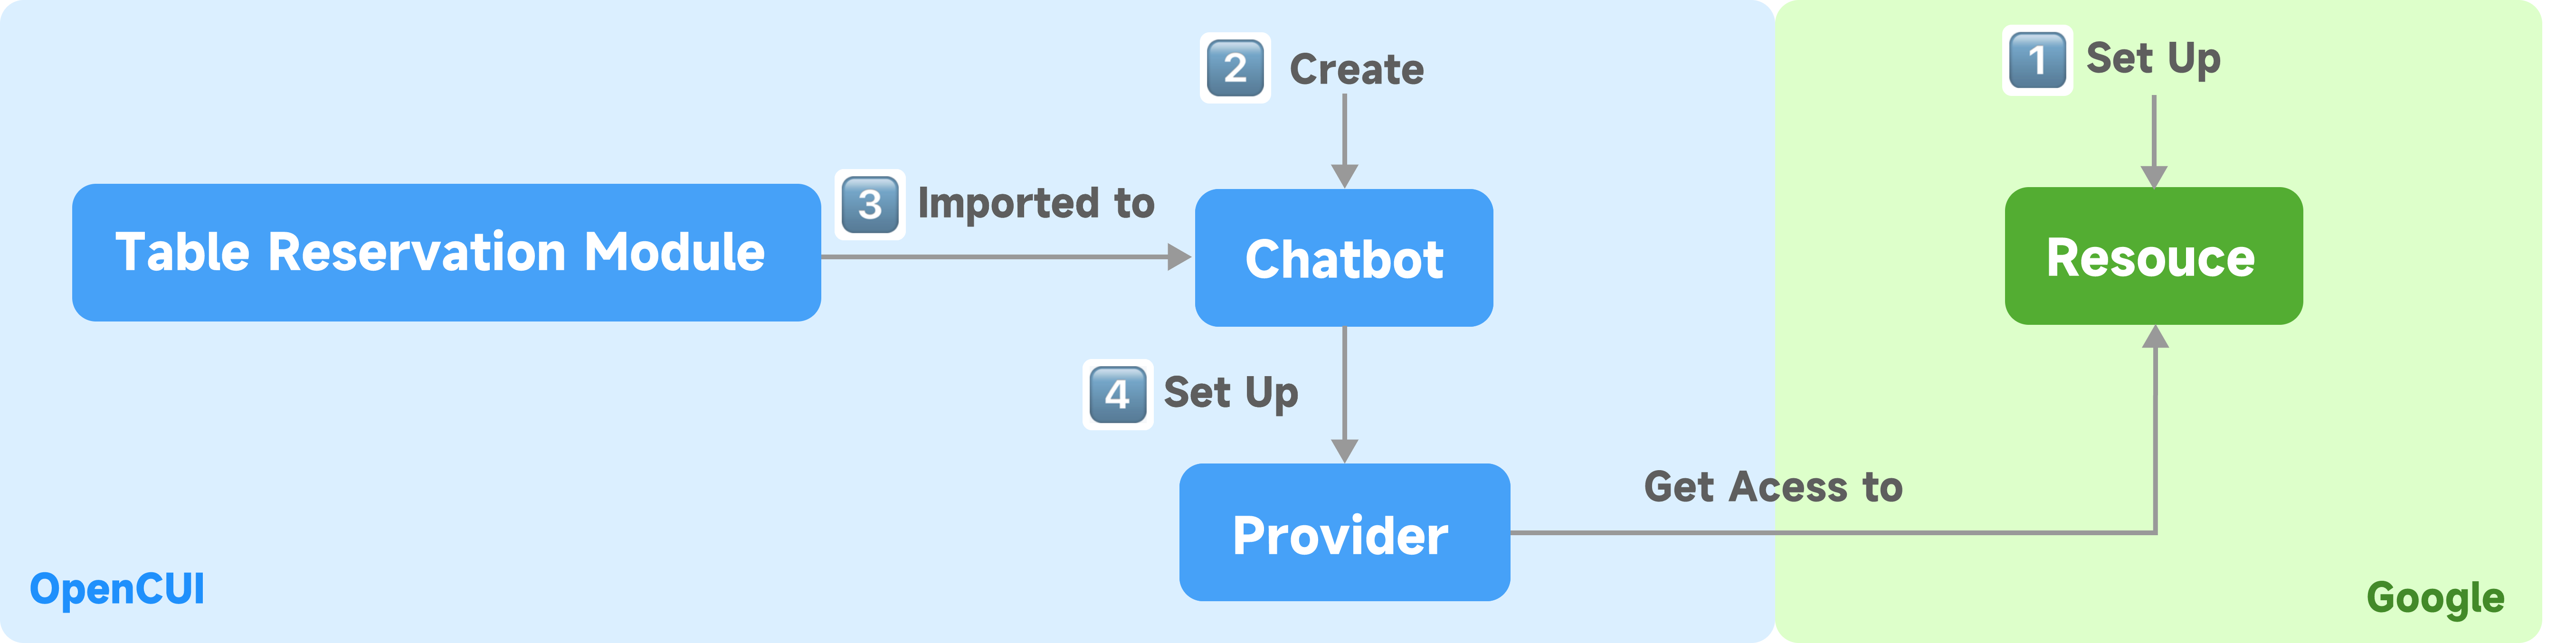 2 Create
1 Set Up
3 Imported to
Table Reservation Module
Chatbot
Resouce
4 Set Up
Get Acess to
Provider
OpenCUI
Google